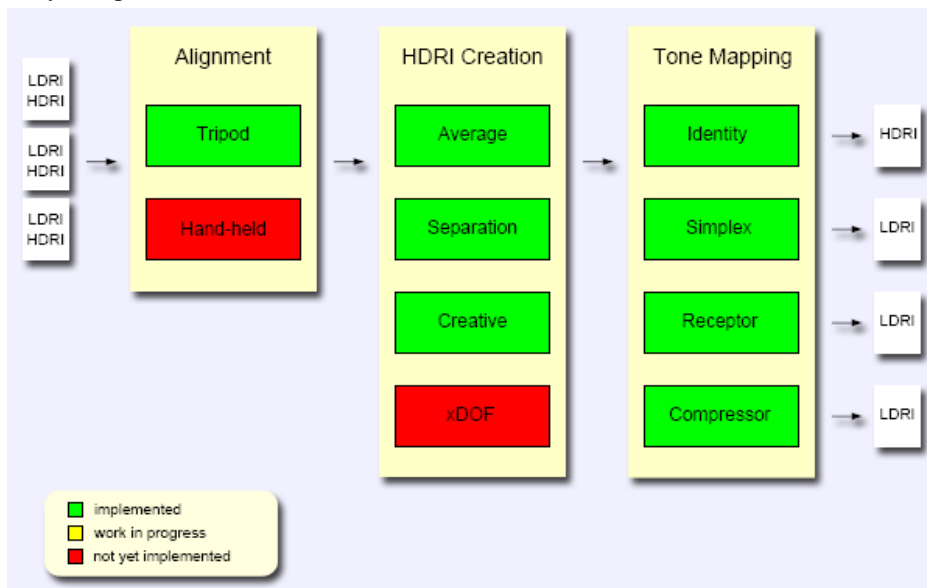 Alignment
HDRI Creation
Tone Mapping
LDRI
HDRI
LDRI
HDRI
LDRI
HDRI
Tripod
Hand-held
Average
Separation
Creative
xDOF
Identity
Simplex
Receptor
Compressor
HDRI
LDRI
LDRI
LDRI
implemented
work in progress
not yet implemented